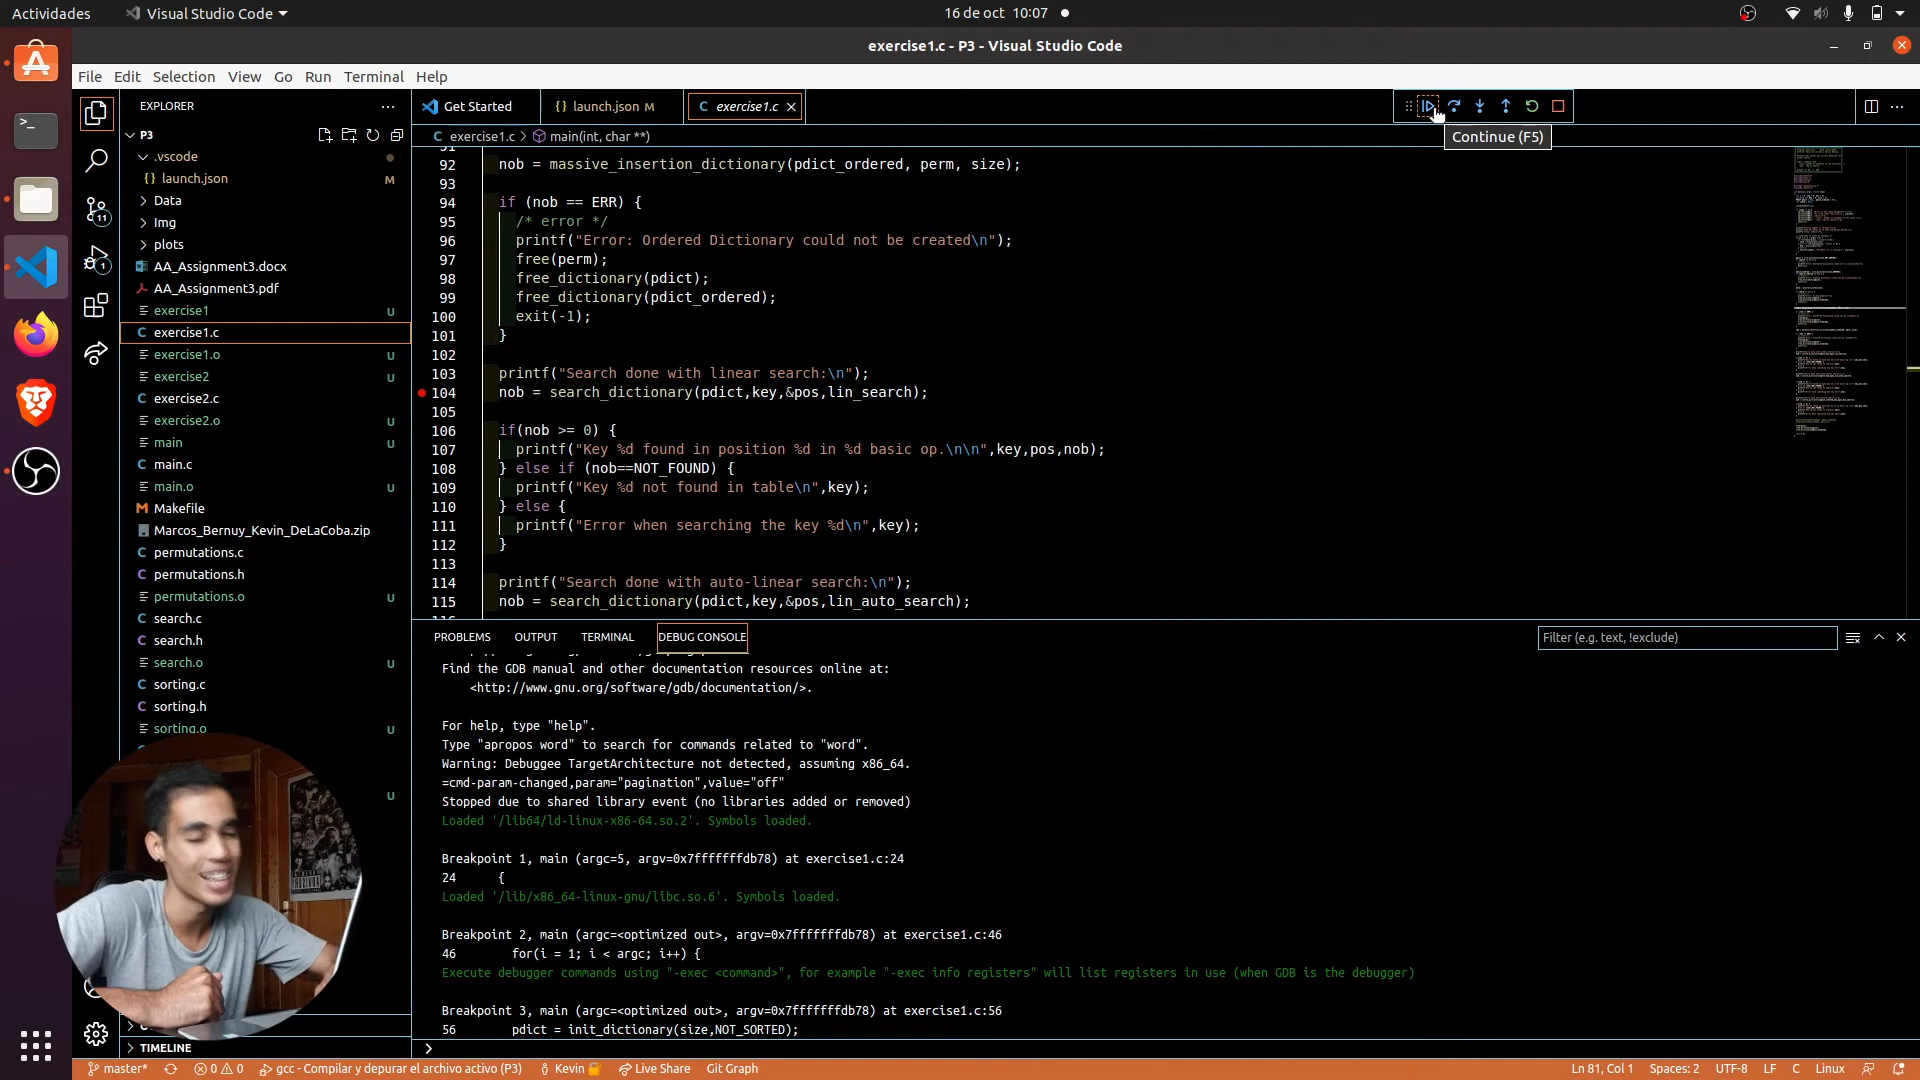 Actividades
Visual Studio Code
16 de oct 10:07
exercise1.c - P3 - Visual Studio Code
File Edit Selection View Go Run Terminal Help
EXPLORER
Get Started
launch.json M
exercise1.c
Continue (F5)
P3
exercise1.c > main(int, char **)
.vscode
launch.json M
Data
Img
plots
AA_Assignment3.docx
AA_Assignment3.pdf
exercise1 U
exercise1.c
exercise1.o U
exercise2 U
exercise2.c
exercise2.o U
main U
main.c
main.o U
Makefile
Marcos_Bernuy_Kevin_DeLaCoba.zip
permutations.c
permutations.h
permutations.o U
search.c
search.h
search.o U
sorting.c
sorting.h
sorting.o U
U
TIMELINE
11
1
92 nob = massive_insertion_dictionary(pdict_ordered, perm, size);
93
94 if (nob == ERR) {
95 /* error */
96 printf("Error: Ordered Dictionary could not be created\n");
97 free(perm);
98 free_dictionary(pdict);
99 free_dictionary(pdict_ordered);
100 exit(-1);
101 }
102
103 printf("Search done with linear search:\n");
104 nob = search_dictionary(pdict,key,&pos,lin_search);
105
106 if(nob >= 0) {
107 printf("Key %d found in position %d in %d basic op.\n\n",key,pos,nob);
108 } else if (nob==NOT_FOUND) {
109 printf("Key %d not found in table\n",key);
110 } else {
111 printf("Error when searching the key %d\n",key);
112 }
113
114 printf("Search done with auto-linear search:\n");
115 nob = search_dictionary(pdict,key,&pos,lin_auto_search);
PROBLEMS OUTPUT TERMINAL DEBUG CONSOLE
Filter (e.g. text, !exclude)
Find the GDB manual and other documentation resources online at:
<http://www.gnu.org/software/gdb/documentation/>.
For help, type "help".
Type "apropos word" to search for commands related to "word".
Warning: Debuggee TargetArchitecture not detected, assuming x86_64.
=cmd-param-changed,param="pagination",value="off"
Stopped due to shared library event (no libraries added or removed)
Loaded '/lib64/ld-linux-x86-64.so.2'. Symbols loaded.
Breakpoint 1, main (argc=5, argv=0x7fffffffdb78) at exercise1.c:24
24 {
Loaded '/lib/x86_64-linux-gnu/libc.so.6'. Symbols loaded.
Breakpoint 2, main (argc=<optimized out>, argv=0x7fffffffdb78) at exercise1.c:46
46 for(i = 1; i < argc; i++) {
Execute debugger commands using "-exec <command>", for example "-exec info registers" will list registers in use (when GDB is the debugger)
Breakpoint 3, main (argc=<optimized out>, argv=0x7fffffffdb78) at exercise1.c:56
56 pdict = init_dictionary(size,NOT_SORTED);
>
master* 0 0 gcc - Compilar y depurar el archivo activo (P3) Kevin Live Share Git Graph
Ln 81, Col 1 Spaces: 2 UTF-8 LF C Linux